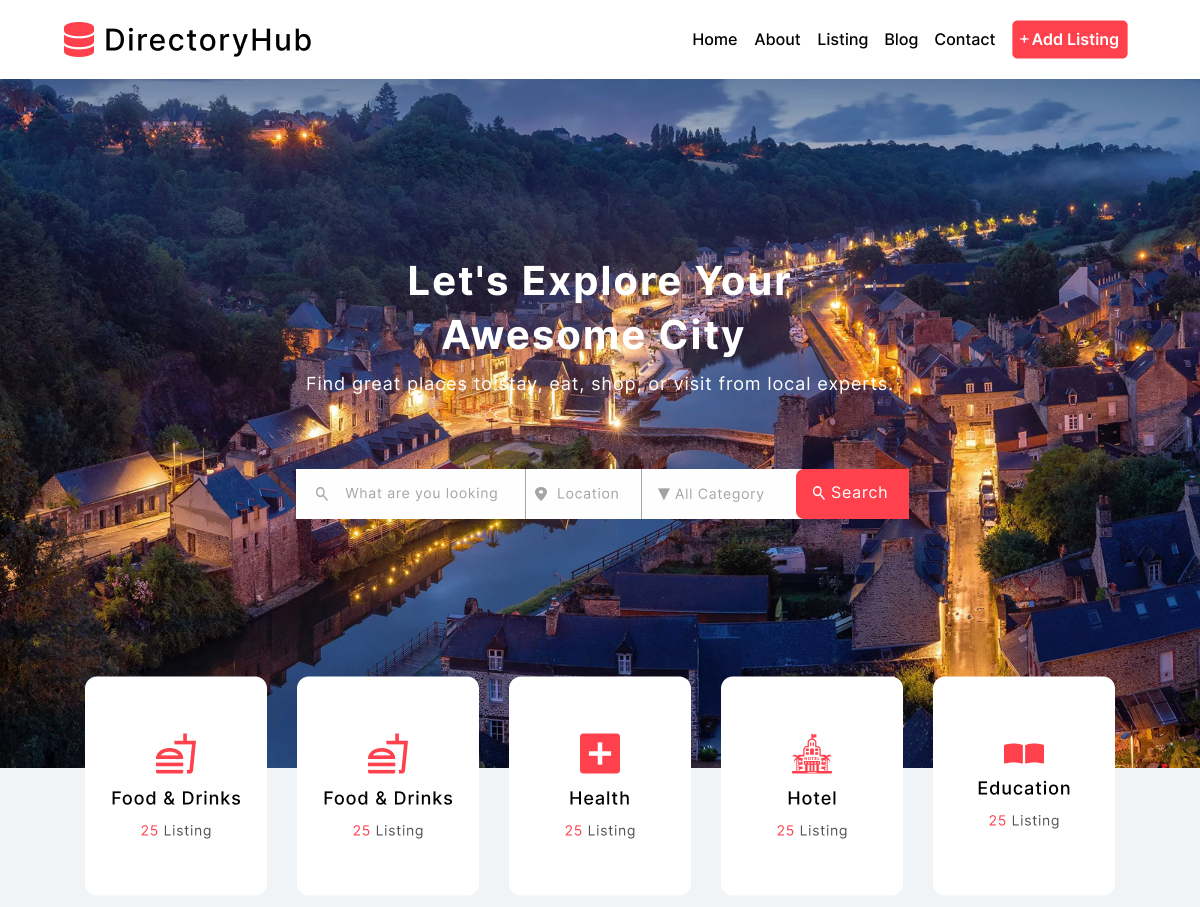 DirectoryHub
Home About Listing Blog Contact + Add Listing
Let's Explore Your
Awesome City
Find great places to stay, eat, shop, or visit from local experts.
What are you looking Location All Category Search
HOTEL
Food & Drinks Food & Drinks Health Hotel Education
25 Listing 25 Listing 25 Listing 25 Listing 25 Listing